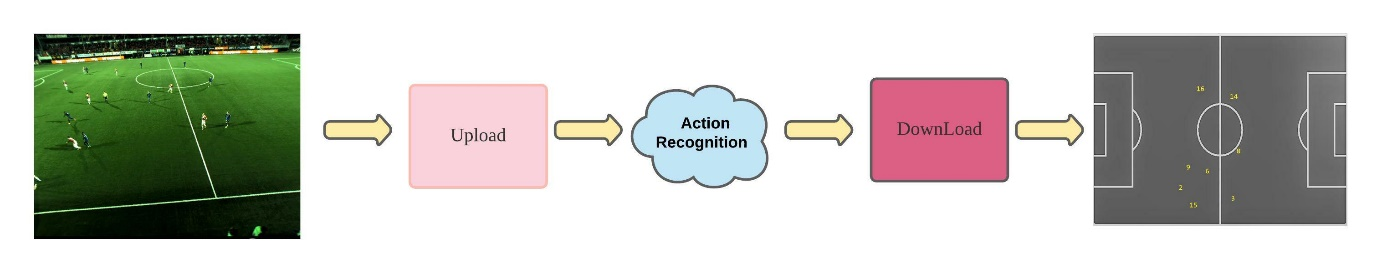 Upload
Action
Recognition
DownLoad
16
14
8
9
6
2
15
3